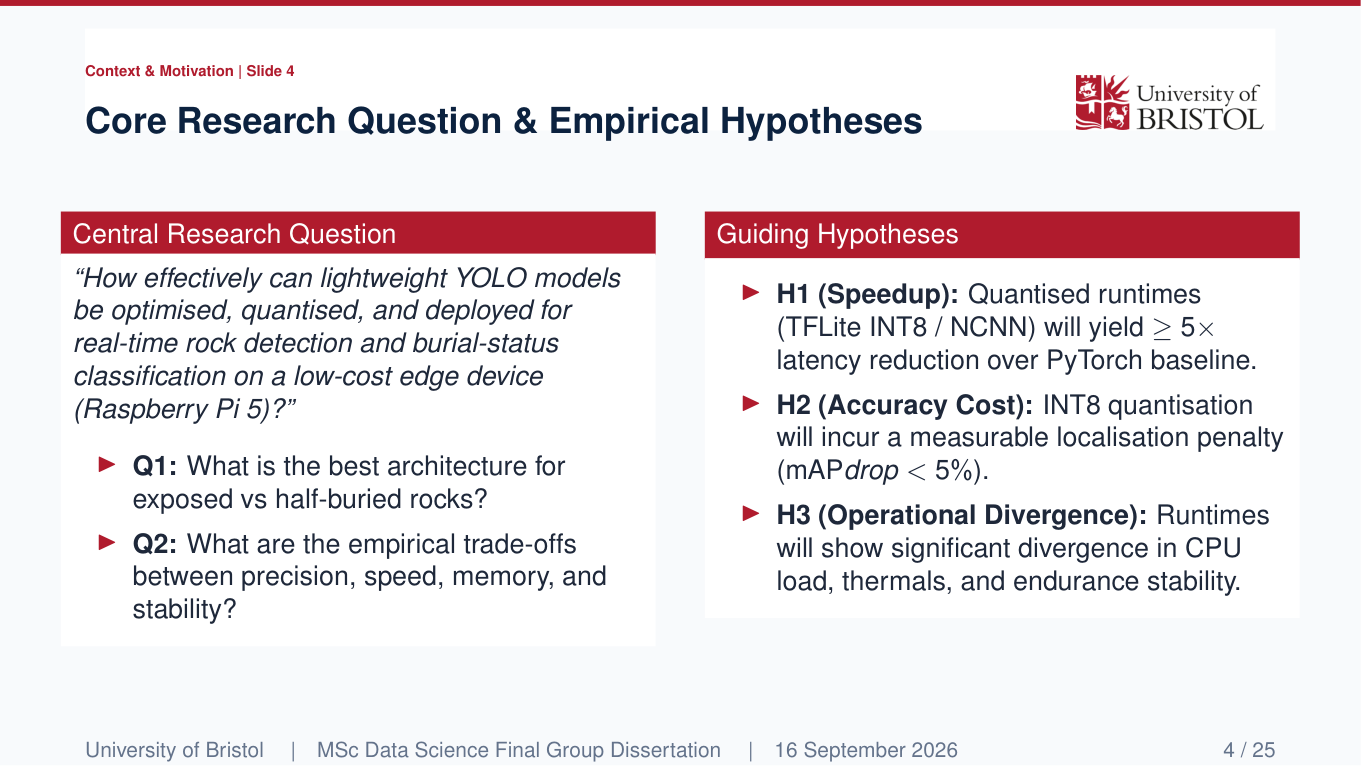 Context & Motivation | Slide 4
Core Research Question & Empirical Hypotheses
University of
BRISTOL
Central Research Question
“How effectively can lightweight YOLO models
be optimised, quantised, and deployed for
real-time rock detection and burial-status
classification on a low-cost edge device
(Raspberry Pi 5)?”
Q1: What is the best architecture for
exposed vs half-buried rocks?
Q2: What are the empirical trade-offs
between precision, speed, memory, and
stability?
Guiding Hypotheses
H1 (Speedup): Quantised runtimes
(TFLite INT8 / NCNN) will yield ≥ 5×
latency reduction over PyTorch baseline.
H2 (Accuracy Cost): INT8 quantisation
will incur a measurable localisation penalty
(mAPdrop < 5%).
H3 (Operational Divergence): Runtimes
will show significant divergence in CPU
load, thermals, and endurance stability.
University of Bristol | MSc Data Science Final Group Dissertation | 16 September 2026
4 / 25